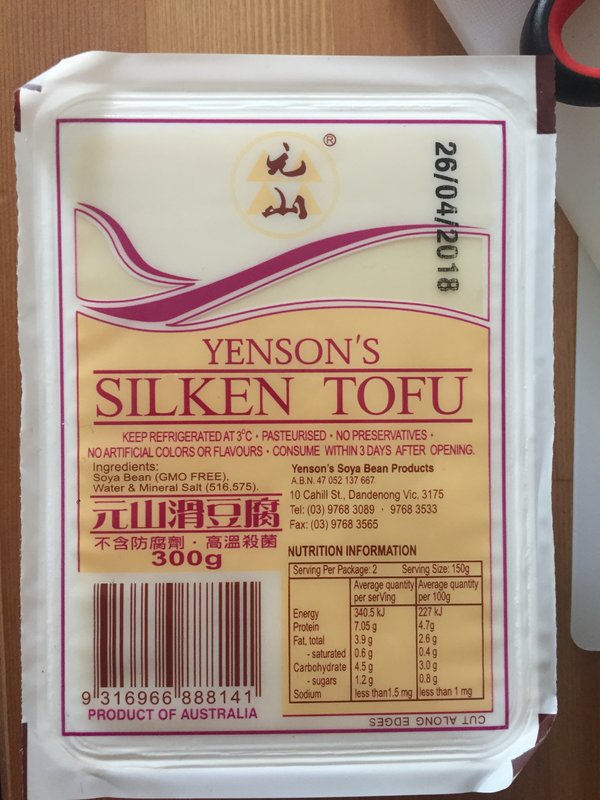 元
山
®
26/04/2018
YENSON'S
SILKEN TOFU
KEEP REFRIGERATED AT 3°C • PASTEURISED • NO PRESERVATIVES •
NO ARTIFICIAL COLORS OR FLAVOURS • CONSUME WITHIN 3 DAYS AFTER OPENING.
Ingredients:
Soya Bean (GMO FREE),
Water & Mineral Salt (516,575).
元山滑豆腐
不含防腐劑 · 高溫殺菌
300g
Yenson's Soya Bean Products
A.B.N. 47 052 137 667
10 Cahill St., Dandenong Vic. 3175
Tel: (03) 9768 3089 · 9768 3533
Fax: (03) 9768 3565
NUTRITION INFORMATION
Serving Per Package: 2 Serving Size: 150g
Average quantity Average quantity
per serVing per 100g
Energy 340.5 kJ 227 kJ
Protein 7.05 g 4.7g
Fat, total 3.9 g 2.6 g
- saturated 0.6 g 0.4 g
Carbohydrate 4.5 g 3.0 g
- sugars 1.2 g 0.8 g
Sodium less than1.5 mg less than 1 mg
9 316966 888141
PRODUCT OF AUSTRALIA
CUT ALONG EDGES